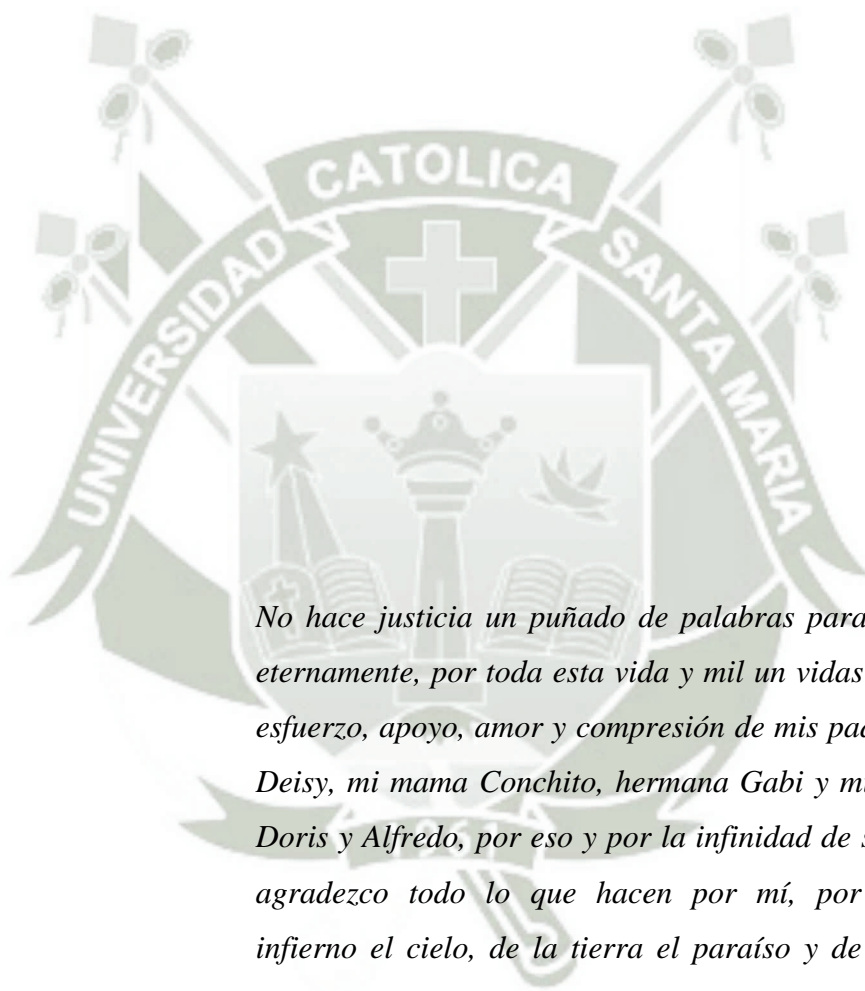 UNIVERSIDAD CATOLICA SANTA MARIA
No hace justicia un puñado de palabras para
eternamente, por toda esta vida y mil un vidas
esfuerzo, apoyo, amor y compresión de mis
Deisy, mi mama Conchito, hermana Gabi y
Doris y Alfredo, por eso y por la infinidad de
agradezco todo lo que hacen por mí, por
infierno el cielo, de la tierra el paraíso y de